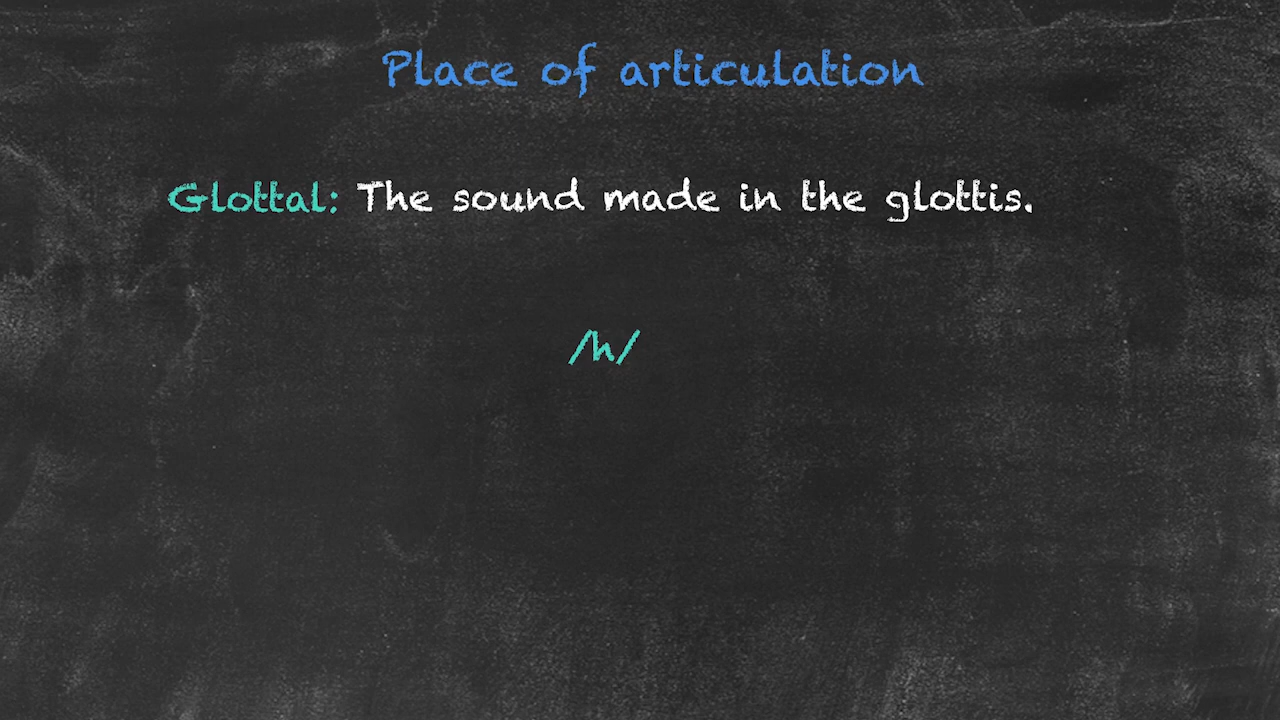 Place of articulation
Glottal: The sound made in the glottis.
/h/